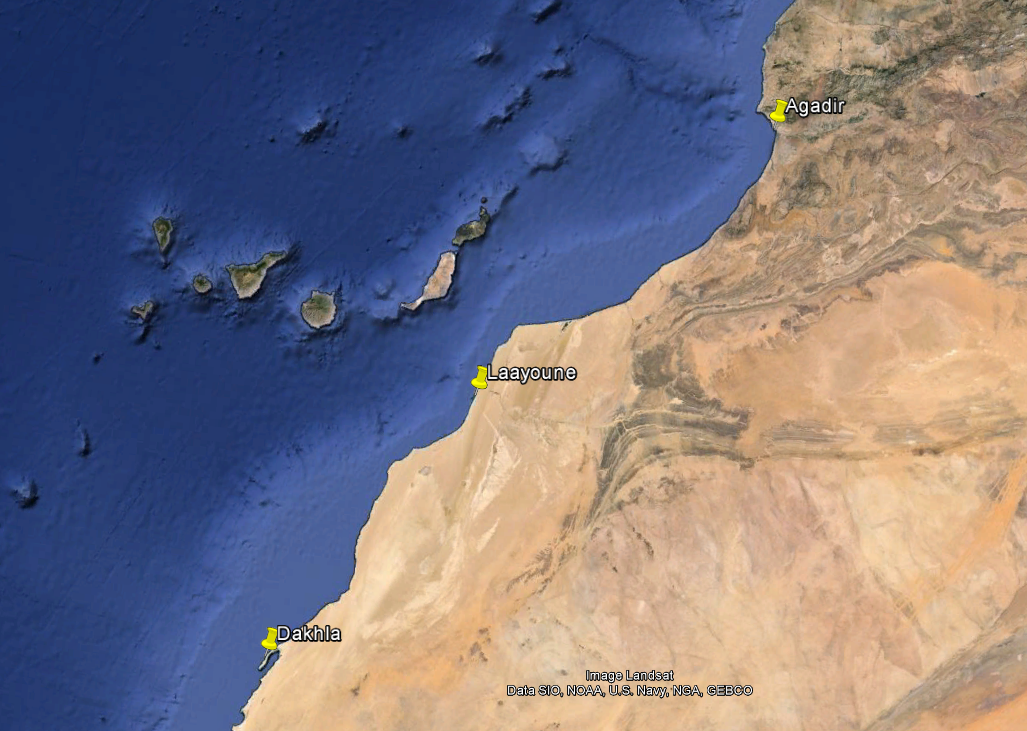 Agadir
Laayoune
Dakhla
Image Landsat
Data SIO, NOAA, U.S. Navy, NGA, GEBCO